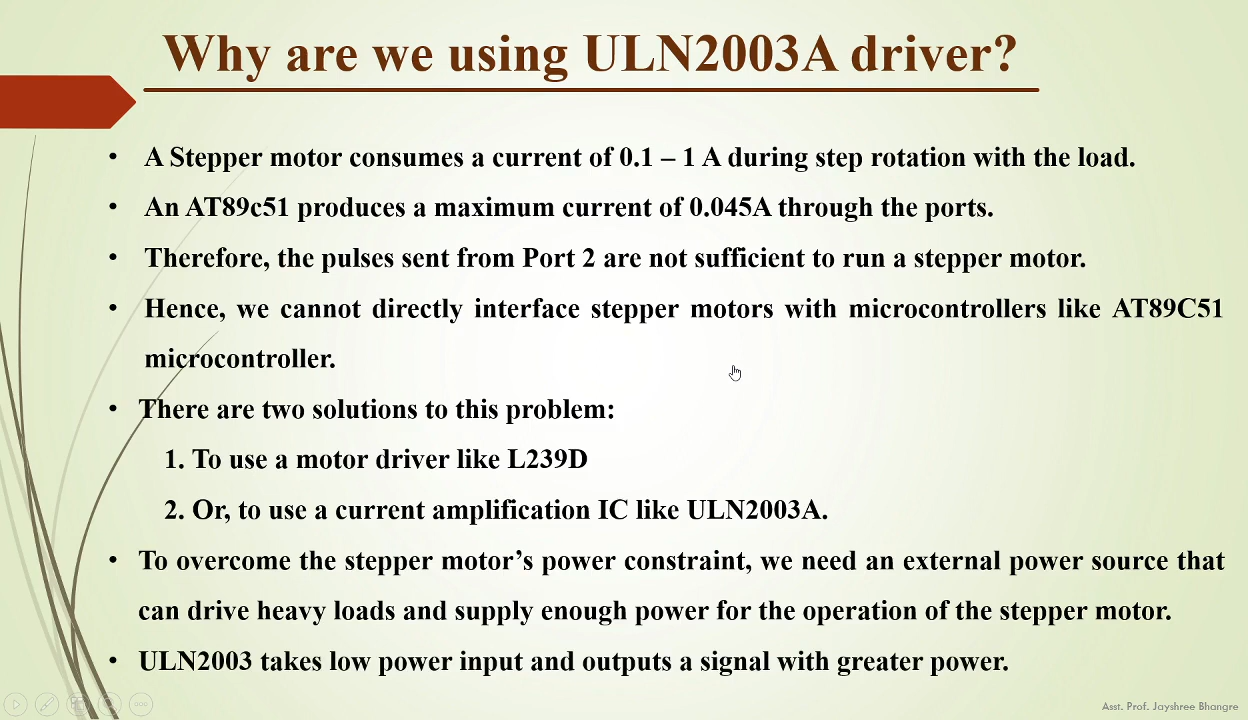 Why are we using ULN2003A driver?
• A Stepper motor consumes a current of 0.1 – 1 A during step rotation with the load.
• An AT89c51 produces a maximum current of 0.045A through the ports.
• Therefore, the pulses sent from Port 2 are not sufficient to run a stepper motor.
• Hence, we cannot directly interface stepper motors with microcontrollers like AT89C51
microcontroller.
• There are two solutions to this problem:
1. To use a motor driver like L239D
2. Or, to use a current amplification IC like ULN2003A.
• To overcome the stepper motor’s power constraint, we need an external power source that
can drive heavy loads and supply enough power for the operation of the stepper motor.
• ULN2003 takes low power input and outputs a signal with greater power.
Asst. Prof. Jayshree Bhangre